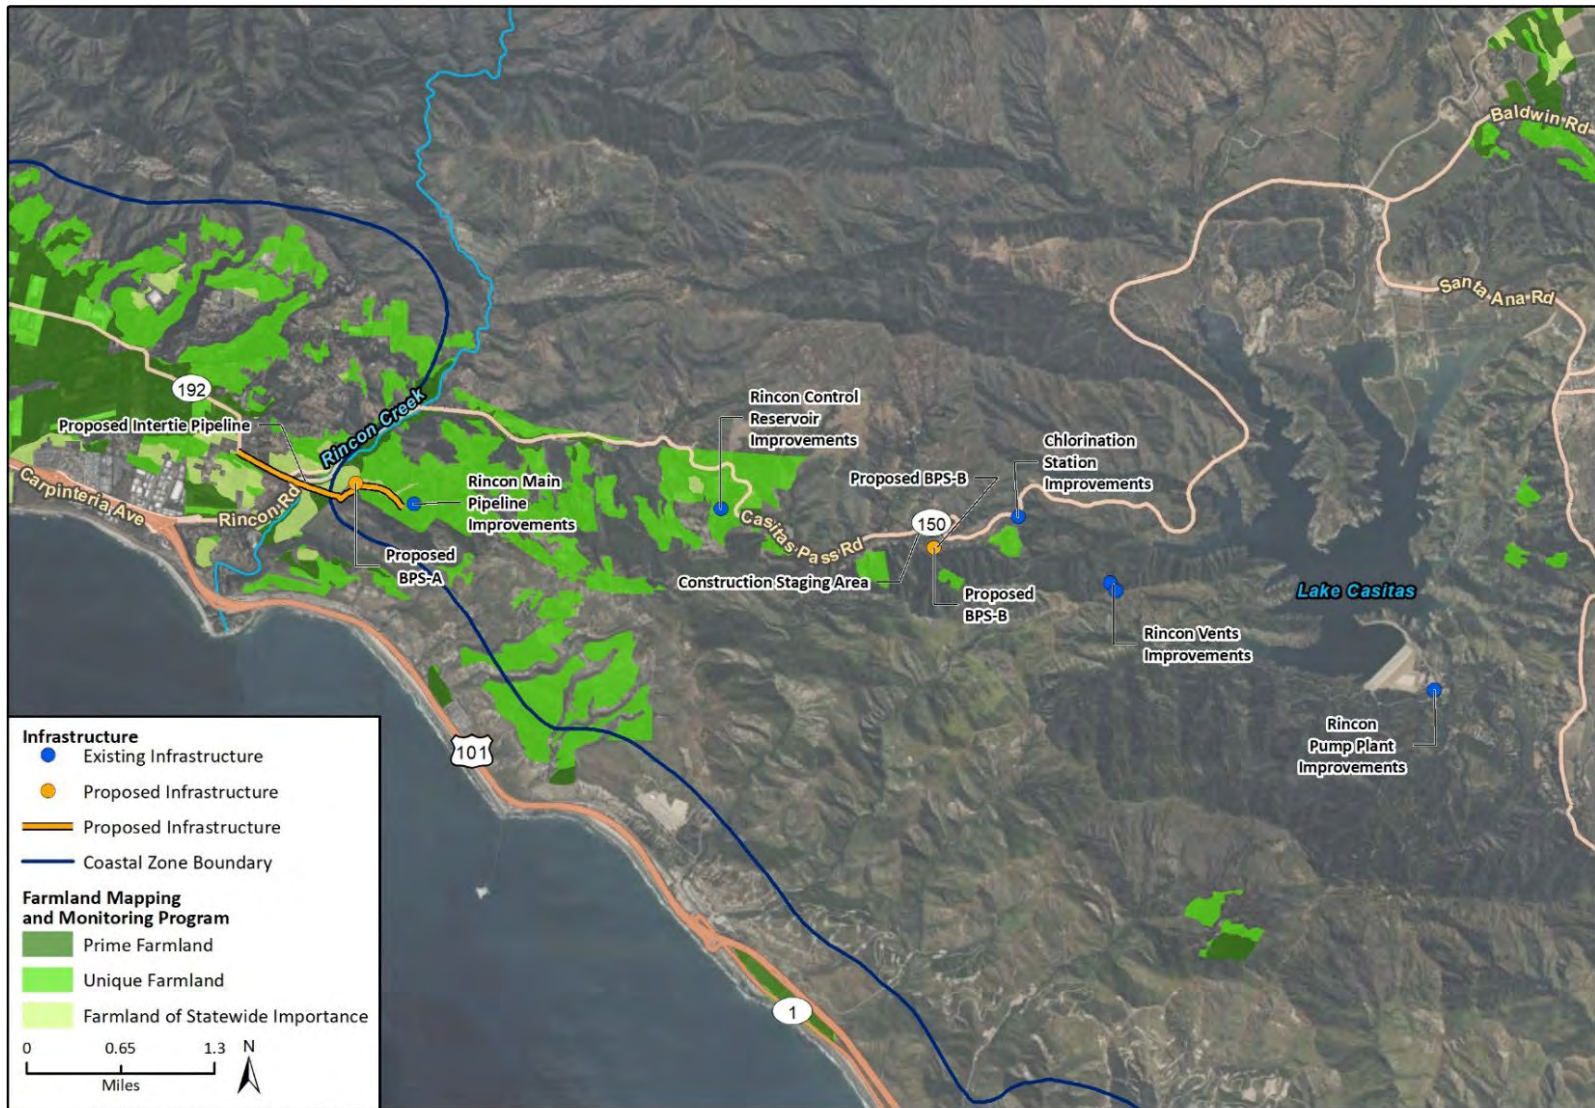 Baldwin Rd
Santa Ana Rd
192
Rincon Creek
Proposed Intertie Pipeline
Carpinteria Ave
Rincon Rd
Rincon Main
Pipeline
Improvements
Proposed
BPS-A
Rincon Control
Reservoir
Improvements
Casitas Pass Rd
Proposed BPS-B
150
Chlorination
Station
Improvements
Construction Staging Area
Proposed
BPS-B
Lake Casitas
Rincon Vents
Improvements
Rincon
Pump Plant
Improvements
101
1
Infrastructure
Existing Infrastructure
Proposed Infrastructure
Proposed Infrastructure
Coastal Zone Boundary
Farmland Mapping
and Monitoring Program
Prime Farmland
Unique Farmland
Farmland of Statewide Importance
0 0.65 1.3
Miles
N